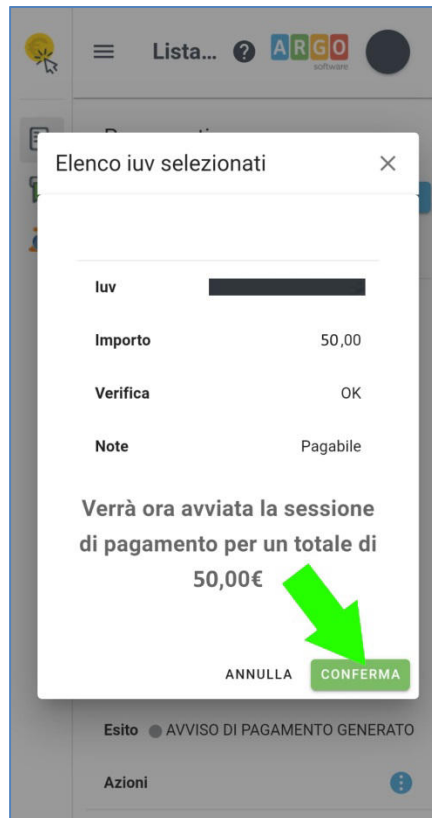 Lista... ? ARGO
software
Elenco iuv selezionati
Iuv
Importo 50,00
Verifica OK
Note Pagabile
Verrà ora avviata la sessione
di pagamento per un totale di
50,00€
ANNULLA CONFERMA
Esito AVVISO DI PAGAMENTO GENERATO
Azioni